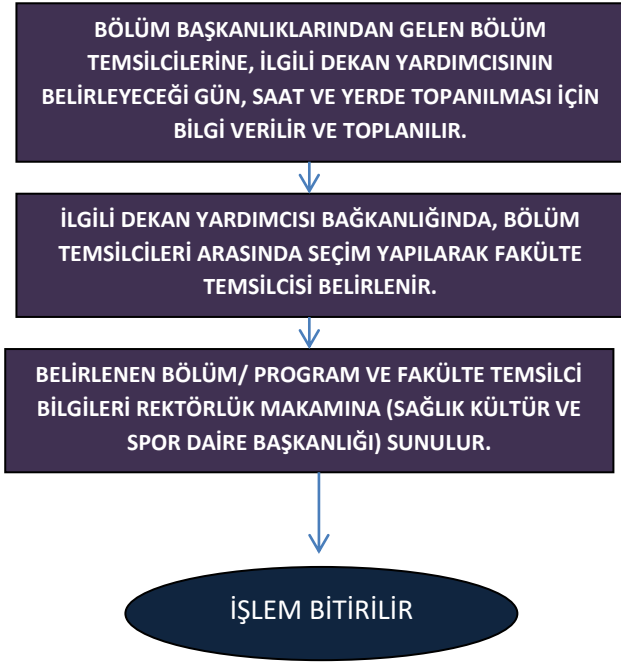 BÖLÜM BAŞKANLIKLARINDAN GELEN BÖLÜM
TEMSİLCİLERİNE, İLGİLİ DEKAN YARDIMCISININ
BELİRLEYECEĞİ GÜN, SAAT VE YERDE TOPANILMASI İÇİN
BİLGİ VERİLİR VE TOPLANILIR.
İLGİLİ DEKAN YARDIMCISI BAĞKANLIĞINDA, BÖLÜM
TEMSİLCİLERİ ARASINDA SEÇİM YAPILARAK FAKÜLTE
TEMSİLCİSİ BELİRLENİR.
BELİRLENEN BÖLÜM/ PROGRAM VE FAKÜLTE TEMSİLCİ
BİLGİLERİ REKTÖRLÜK MAKAMINA (SAĞLIK KÜLTÜR VE
SPOR DAİRE BAŞKANLIĞI) SUNULUR.
İŞLEM BİTİRİLİR